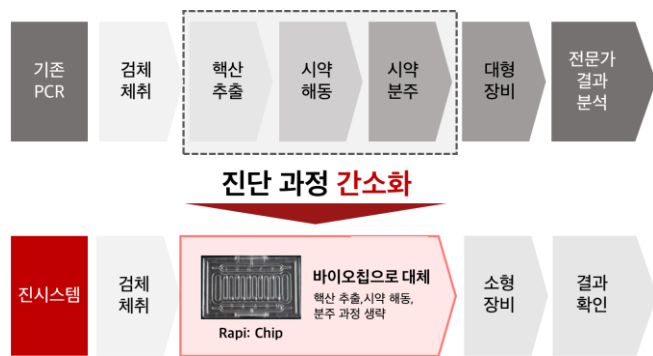 기존
PCR
검체
체취
핵산
추출
시약
해동
시약
분주
대형
장비
전문가
결과
분석
진단 과정 간소화
진시스템
검체
체취
Rapi: Chip
바이오칩으로 대체
핵산 추출,시약 해동,
분주 과정 생략
소형
장비
결과
확인